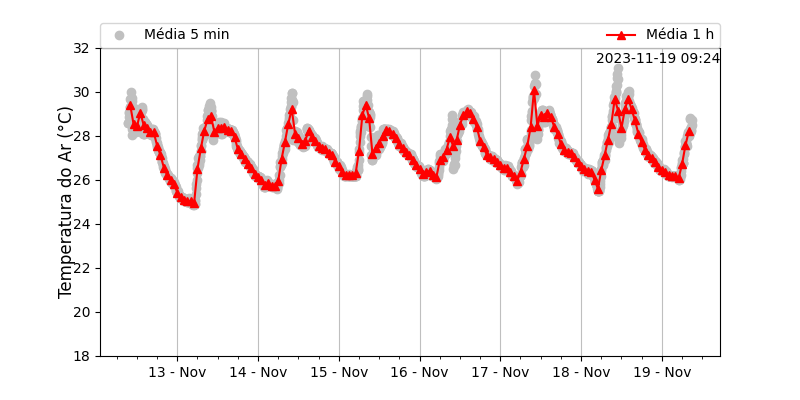 Média 5 min
Média 1 h
2023-11-19 09:24
Temperatura do Ar (°C)
32
30
28
26
24
22
20
18
13 - Nov
14 - Nov
15 - Nov
16 - Nov
17 - Nov
18 - Nov
19 - Nov